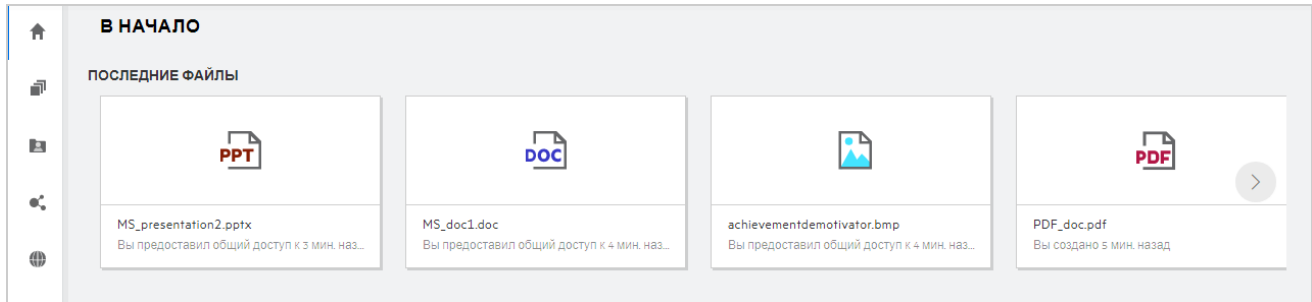 В НАЧАЛО
ПОСЛЕДНИЕ ФАЙЛЫ
PPT
DOC
PDF
MS_presentation2.pptx
MS_doc1.doc
achievementdemotivator.bmp
PDF_doc.pdf
Вы предоставил общий доступ к 3 мин. наз...
Вы предоставил общий доступ к 4 мин. наз...
Вы предоставил общий доступ к 4 мин. наз...
Вы создано 5 мин. назад